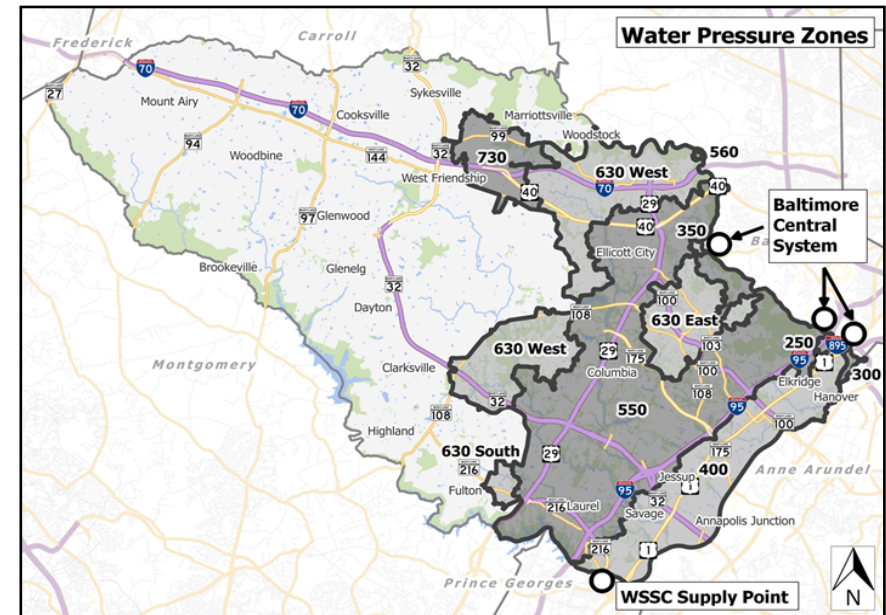 Water Pressure Zones
Frederick
Carroll
70
27
Mount Airy
32
Sykesville
70
Cooksville
Marriottsville
99
Woodstock
94
Woodbine
144
32
730
560
West Friendship
630 West
40
70
40
29
97
Glenwood
40
350
Baltimore
Central
System
Ba
Ellicott City
Brookeville
Glenelg
32
Dayton
108
100
630 East
630 West
29
175
103
250
895
95
1
300
Clarksville
Columbia
100
Elkridge
Hanover
Montgomery
32
108
95
108
550
100
Highland
630 South
29
175
216
400
Anne Arundel
Fulton
95
Jessup
1
32
216
Laurel
Savage
Annapolis Junction
216
1
Prince Georges
WSSC Supply Point
N